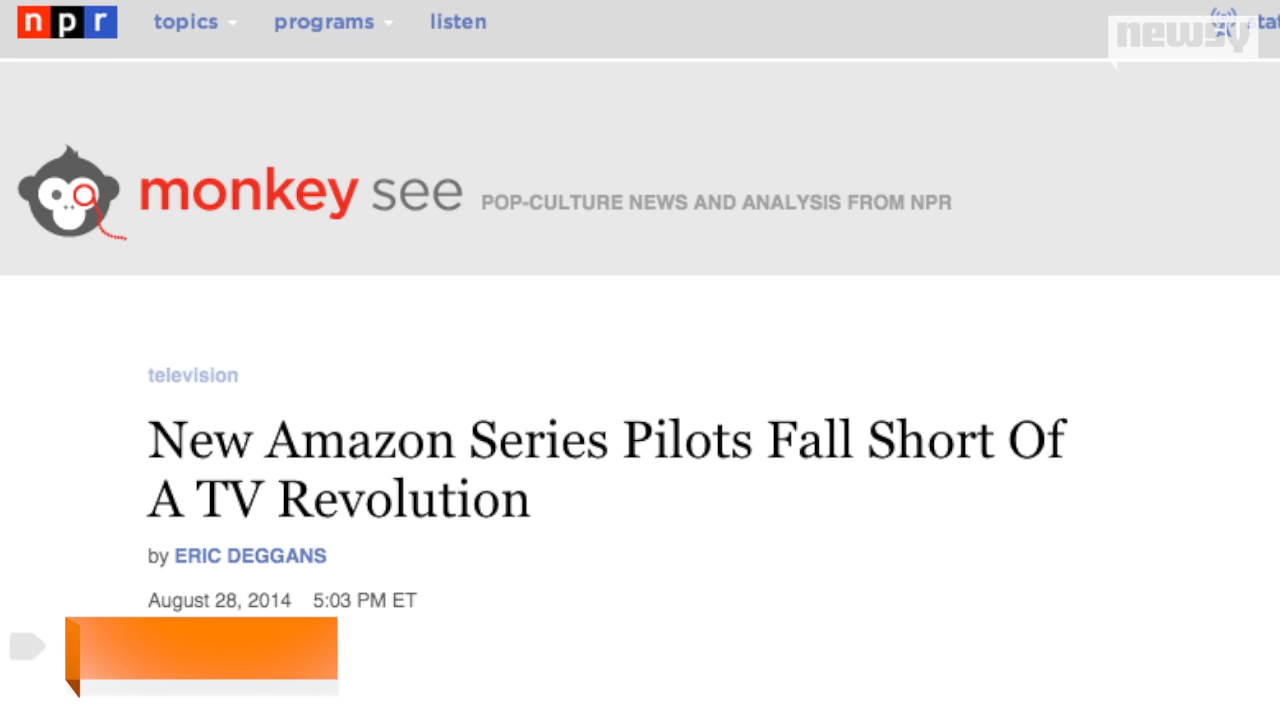 npr topics programs listen
newsy
monkey see POP-CULTURE NEWS AND ANALYSIS FROM NPR
television
New Amazon Series Pilots Fall Short Of
A TV Revolution
by ERIC DEGGANS
August 28, 2014 5:03 PM ET